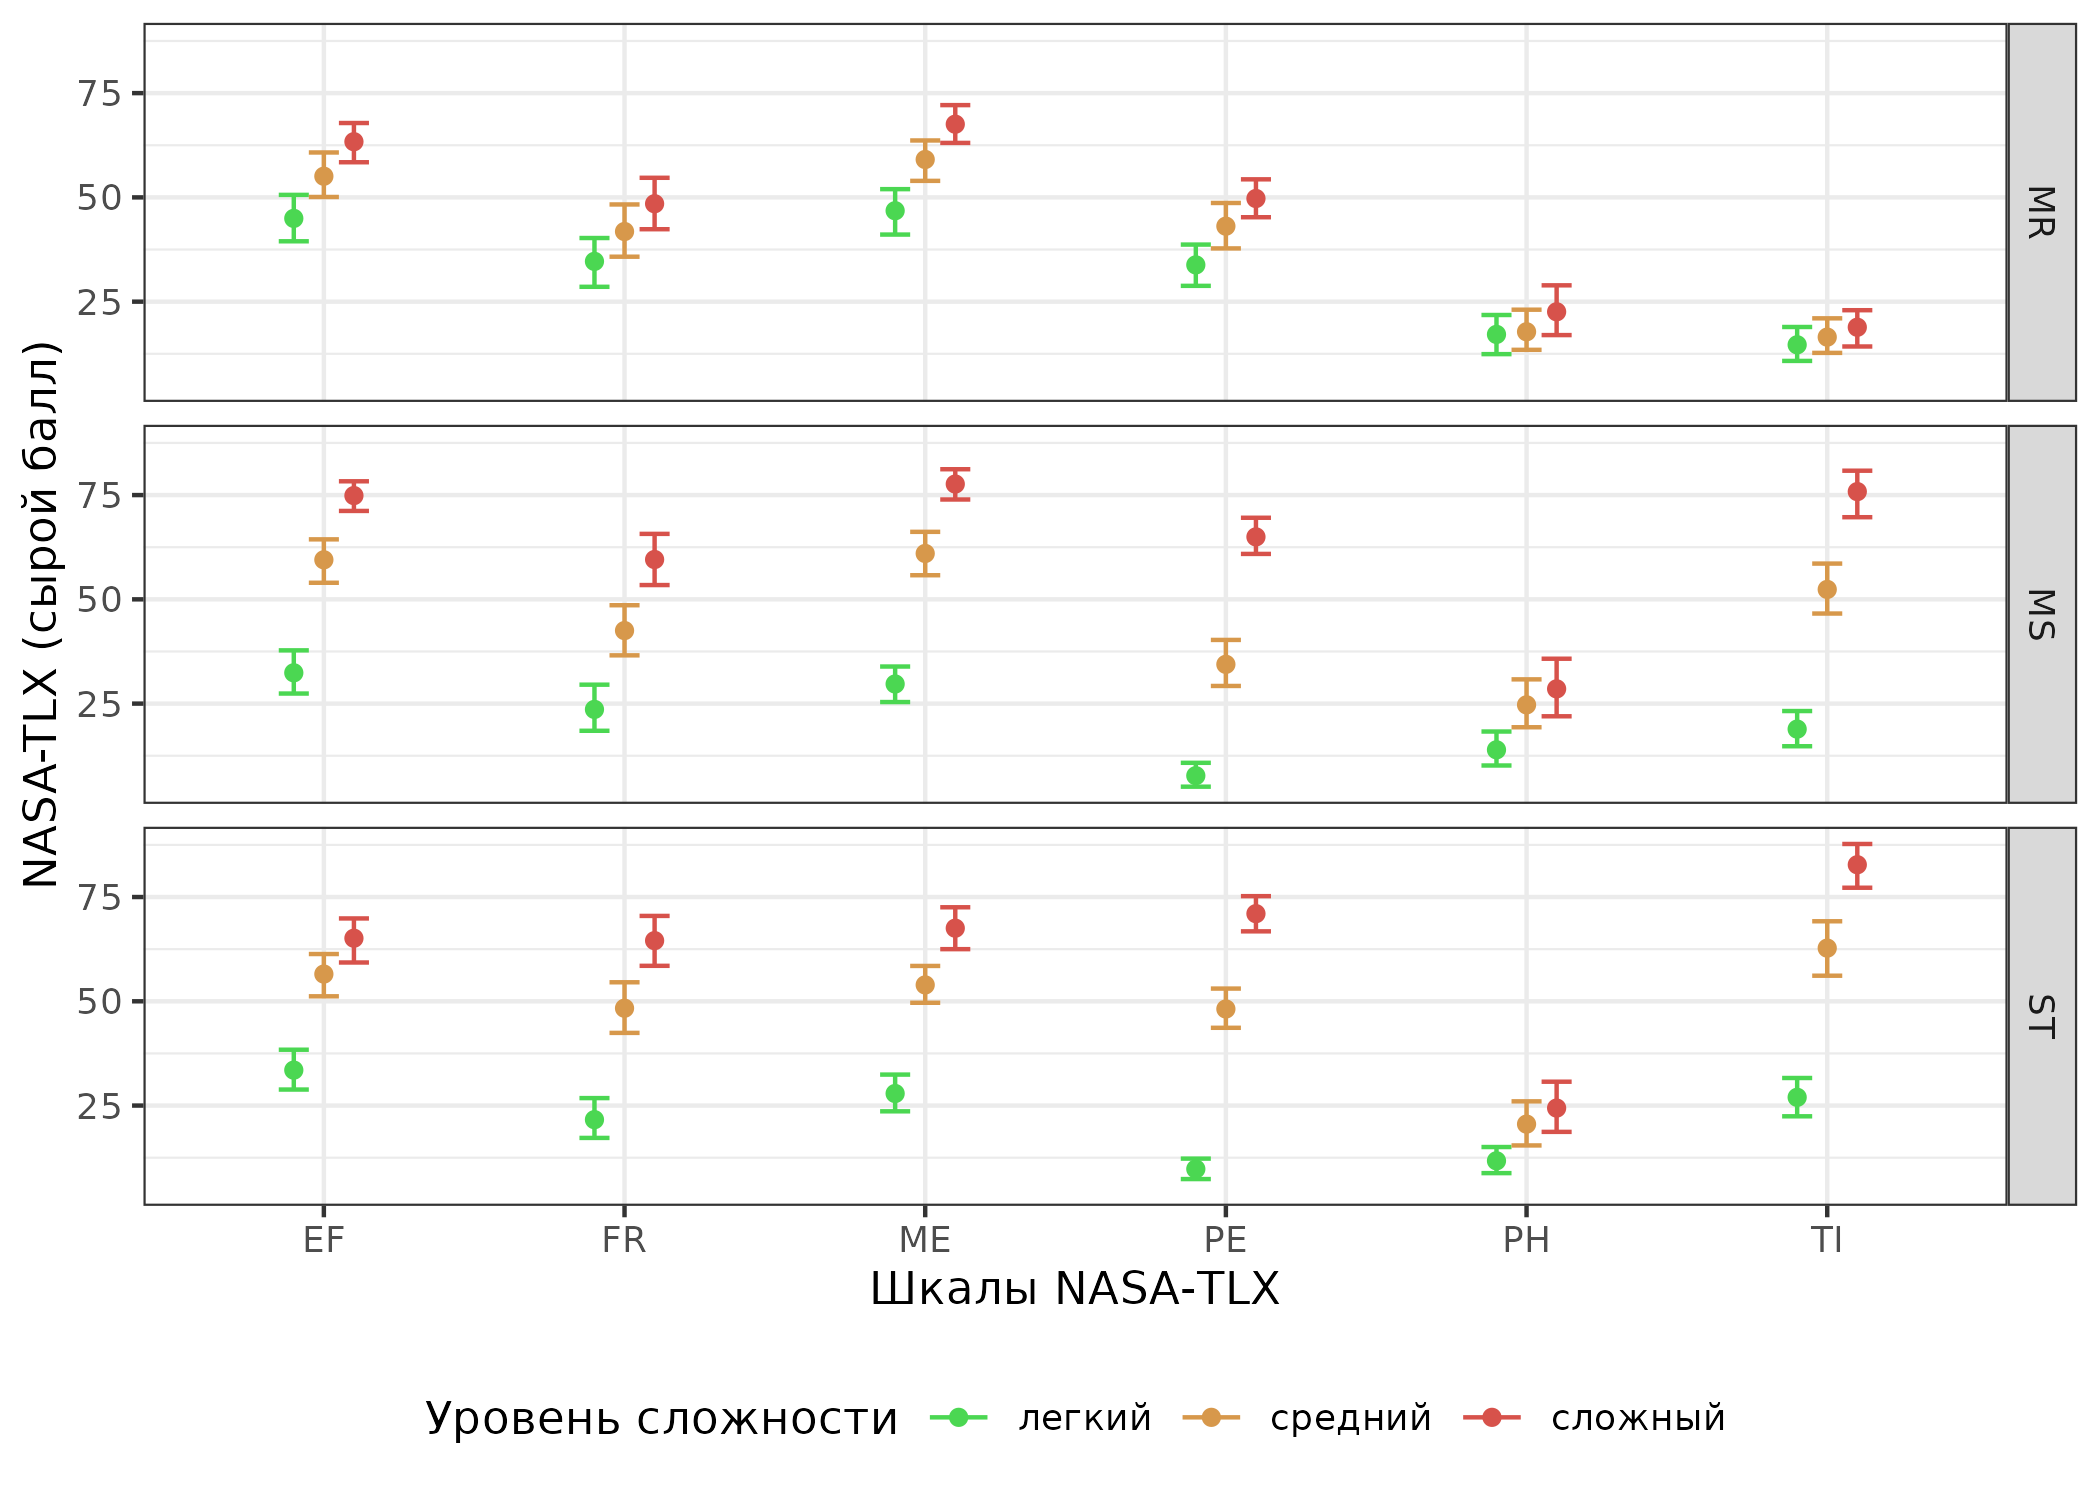 NASA-TLX (сырой балл)
75
50
25
MR
75
50
25
MS
75
50
25
ST
EF FR ME PE PH TI
Шкалы NASA-TLX
Уровень сложности легкий средний сложный